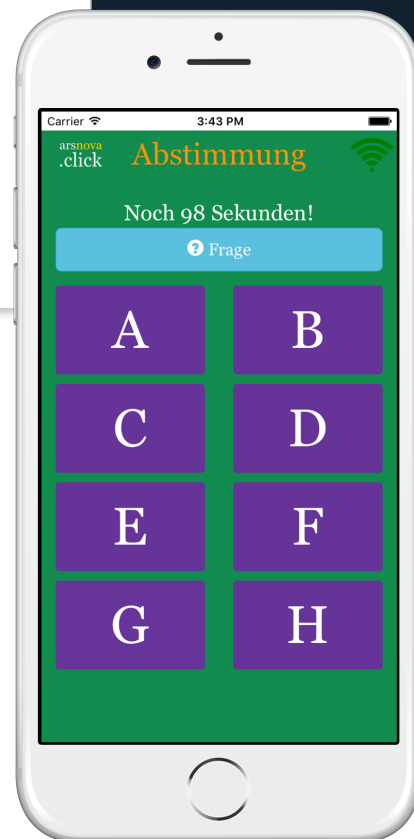 Carrier 3:43 PM
arsnova
.click
Abstimmung
Noch 98 Sekunden!
? Frage
A B
C D
E F
G H